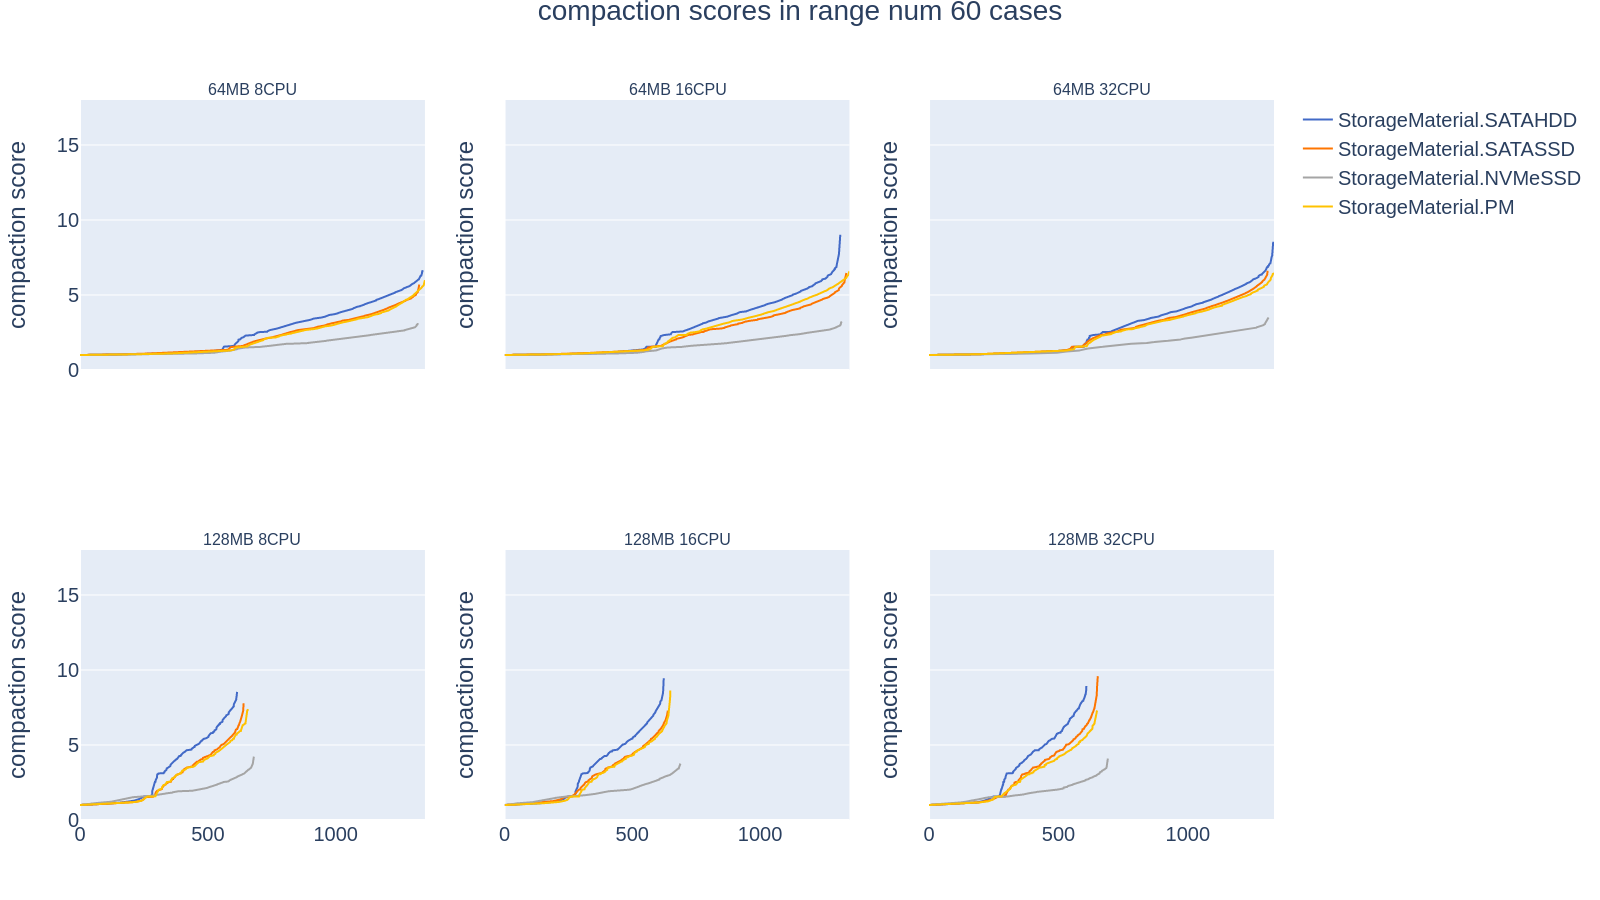 compaction scores in range num 60 cases
64MB 8CPU
64MB 16CPU
64MB 32CPU
compaction score
compaction score
compaction score
15
10
5
0
StorageMaterial.SATAHDD
StorageMaterial.SATASSD
StorageMaterial.NVMeSSD
StorageMaterial.PM
128MB 8CPU
128MB 16CPU
128MB 32CPU
compaction score
compaction score
compaction score
15
10
5
0
0 500 1000
0 500 1000
0 500 1000